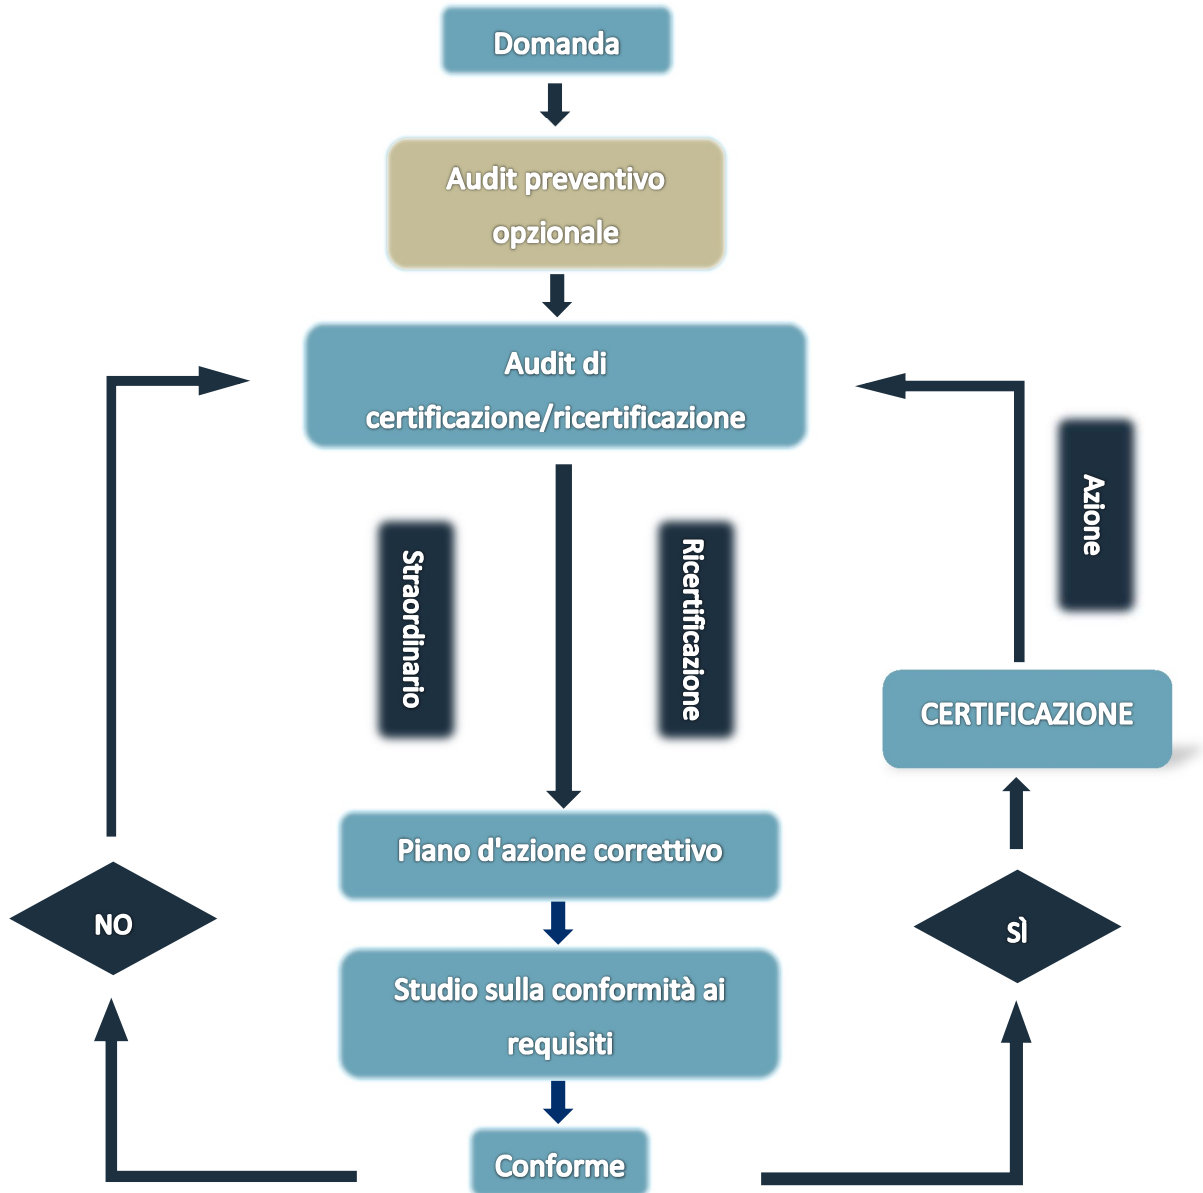 Domanda
Audit preventivo
opzionale
Audit di
certificazione/ricertificazione
Straordinario
Ricertificazione
Azione
CERTIFICAZIONE
Piano d'azione correttivo
NO
SÌ
Studio sulla conformità ai
requisiti
Conforme